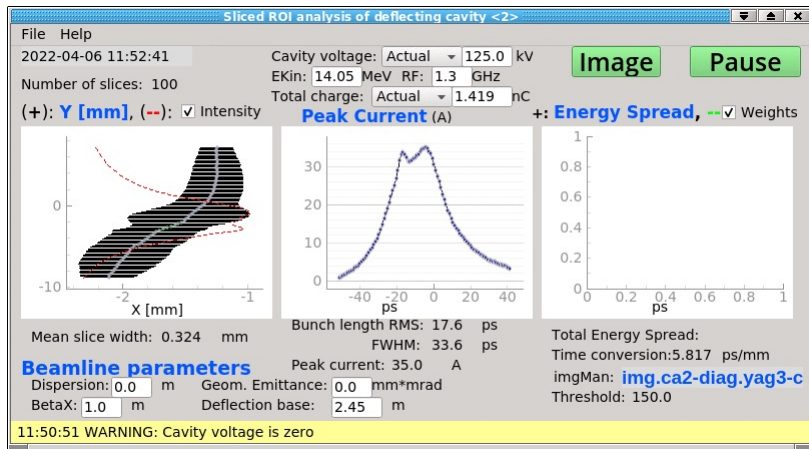 Sliced ROI analysis of deflecting cavity <2>
File Help
2022-04-06 11:52:41
Cavity voltage: Actual 125.0 kV
EKin: 14.05 MeV RF: 1.3 GHz
Number of slices: 100
Total charge: Actual 1.419 nC
Image Pause
(+): Y [mm], (--): Intensity
Peak Current (A)
+: Energy Spread, -- Weights
0
-10
-2 -1
X [mm]
30
20
10
0
-40 -20 0 20 40
ps
1
0.8
0.6
0.4
0.2
0
0 0.2 0.4 0.6 0.8 1
ps
Mean slice width: 0.324 mm
Bunch length RMS: 17.6 ps
FWHM: 33.6 ps
Peak current: 35.0 A
Total Energy Spread:
Time conversion:5.817 ps/mm
imgMan: img.ca2-diag.yag3-c
Threshold: 150.0
Beamline parameters
Dispersion: 0.0 m Geom. Emittance: 0.0 mm*mrad
BetaX: 1.0 m Deflection base: 2.45 m
11:50:51 WARNING: Cavity voltage is zero